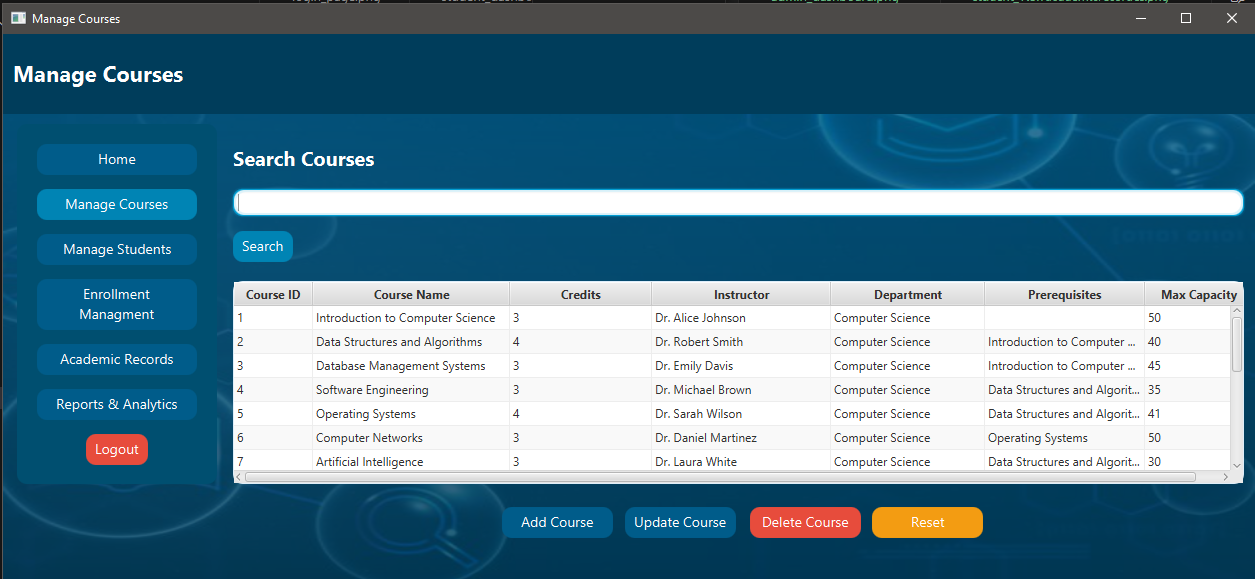 Manage Courses
Manage Courses
Home
Manage Courses
Manage Students
Enrollment
Managment
Academic Records
Reports & Analytics
Logout
Search Courses
Search
Course ID Course Name Credits Instructor Department Prerequisites Max Capacity
1 Introduction to Computer Science 3 Dr. Alice Johnson Computer Science 50
2 Data Structures and Algorithms 4 Dr. Robert Smith Computer Science Introduction to Computer ... 40
3 Database Management Systems 3 Dr. Emily Davis Computer Science Introduction to Computer ... 45
4 Software Engineering 3 Dr. Michael Brown Computer Science Data Structures and Algorit... 35
5 Operating Systems 4 Dr. Sarah Wilson Computer Science Data Structures and Algorit... 41
6 Computer Networks 3 Dr. Daniel Martinez Computer Science Operating Systems 50
7 Artificial Intelligence 3 Dr. Laura White Computer Science Data Structures and Algorit... 30
Add Course Update Course Delete Course Reset